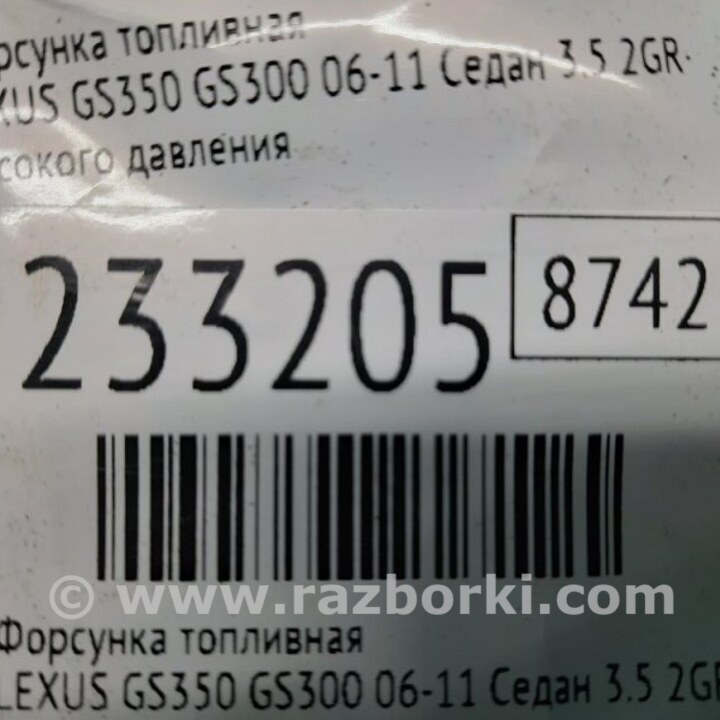 орсунка топливная
XUS GS350 GS300 06-11 Седан 3.5 2GR-
сокого давления
233205
8742
© www.razborki.com
Форсунка топливная
LEXUS GS350 GS300 06-11 Седан 3.5 2GR